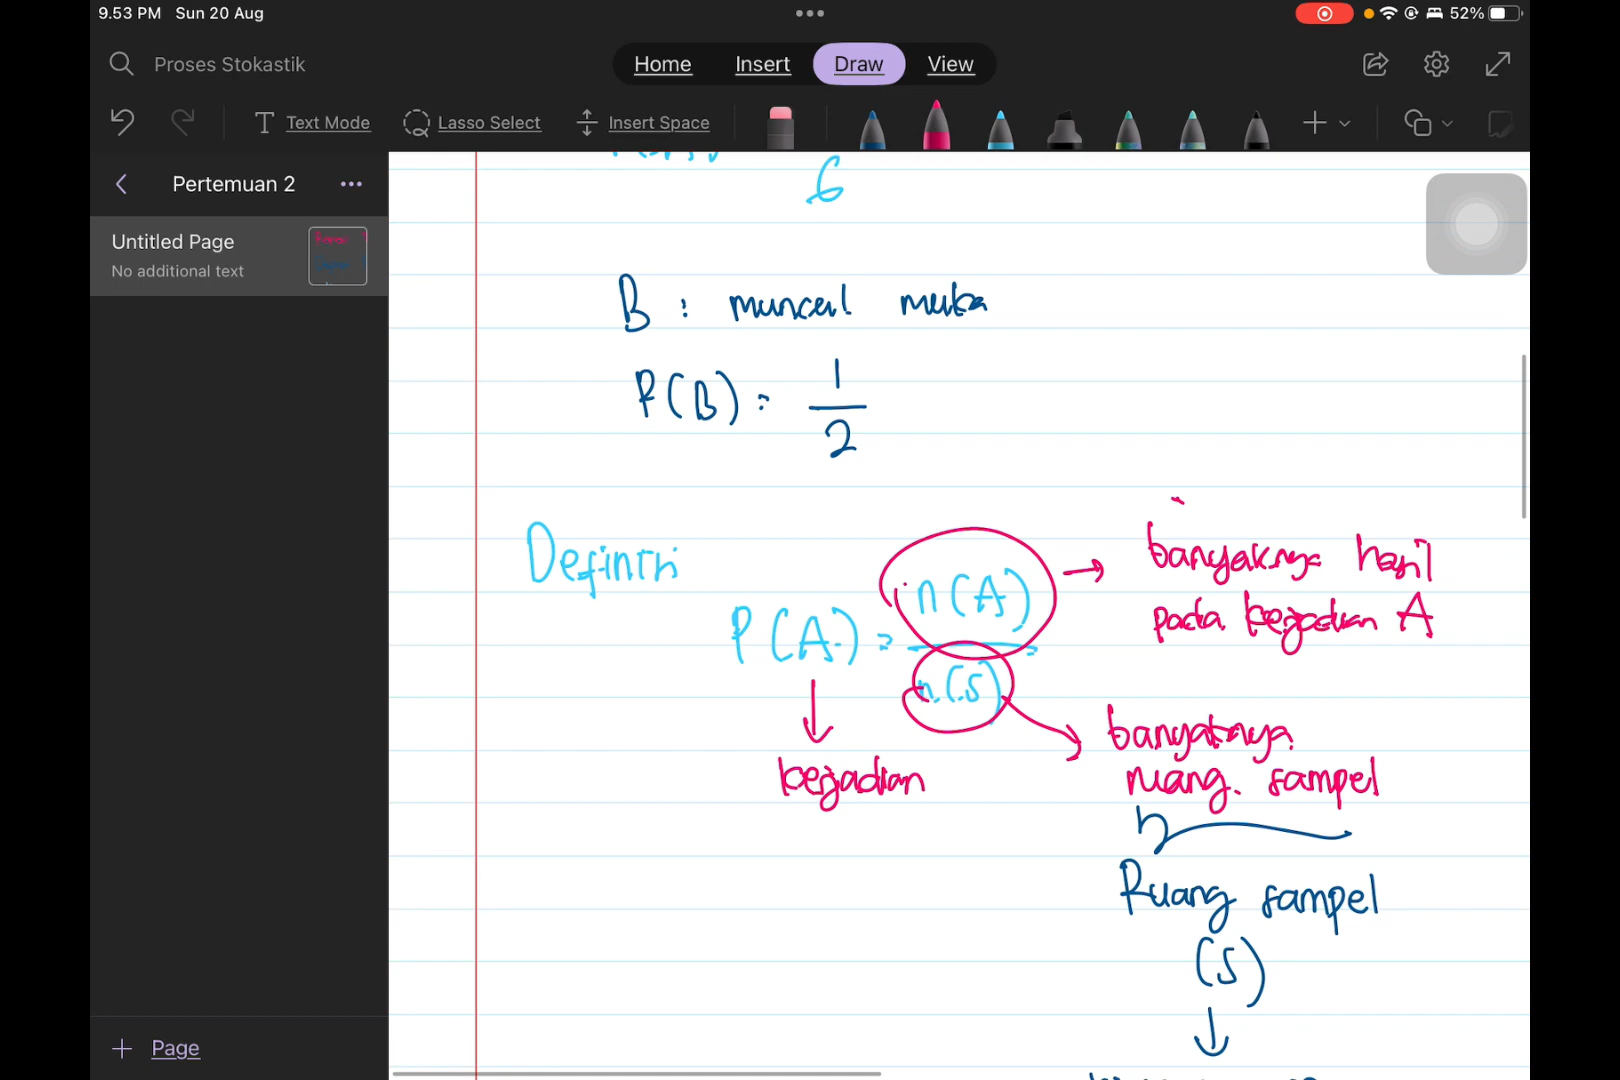 9.53 PM Sun 20 Aug
52%
Proses Stokastik
Home Insert Draw View
Text Mode Lasso Select Insert Space
Pertemuan 2
Untitled Page
No additional text
Page
6
B : muncul muka
P(B) = 1
2
Definisi
P(A) = n(A)
n(S)
→ banyaknya hasil
pada kejadian A
kejadian
banyaknya
ruang sampel
Ruang sampel
(S)